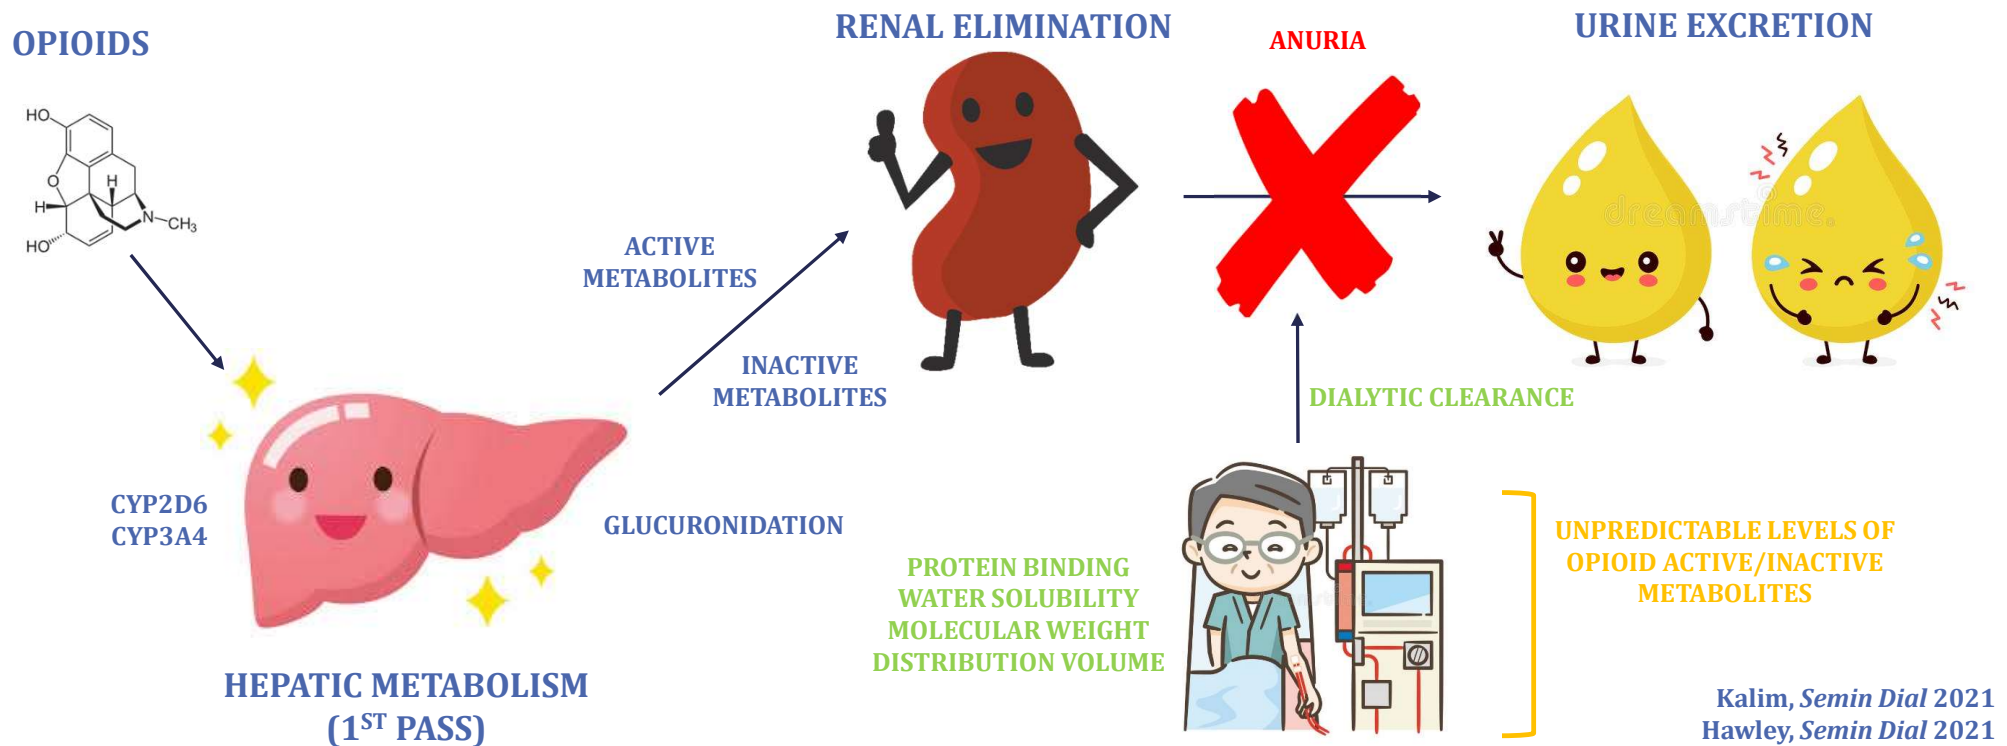 OPIOIDS
RENAL ELIMINATION
ANURIA
URINE EXCRETION
HO
O
H
H
N
CH3
HO
dreamstime.
ACTIVE
METABOLITES
INACTIVE
METABOLITES
DIALYTIC CLEARANCE
CYP2D6
CYP3A4
GLUCURONIDATION
PROTEIN BINDING
WATER SOLUBILITY
MOLECULAR WEIGHT
DISTRIBUTION VOLUME
UNPREDICTABLE LEVELS OF
OPIOID ACTIVE/INACTIVE
METABOLITES
HEPATIC METABOLISM
(1ST PASS)
Kalim, Semin Dial 2021
Hawley, Semin Dial 2021